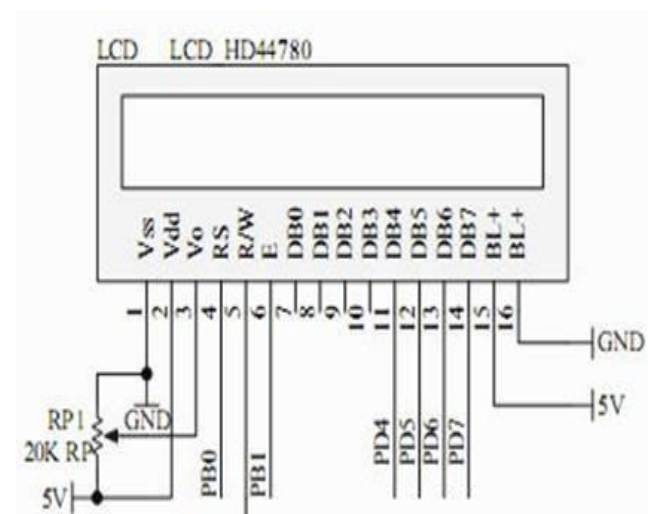 LCD LCD HD44780
Vss
Vdd
Vo
RS
R/W
E
DB0
DB1
DB2
DB3
DB4
DB5
DB6
DB7
BL+
BL+
1
2
3
4
5
6
7
8
9
10
11
12
13
14
15
16
GND
5V
RP1
20K RP
GND
5V
PB0
PB1
PD4
PD5
PD6
PD7